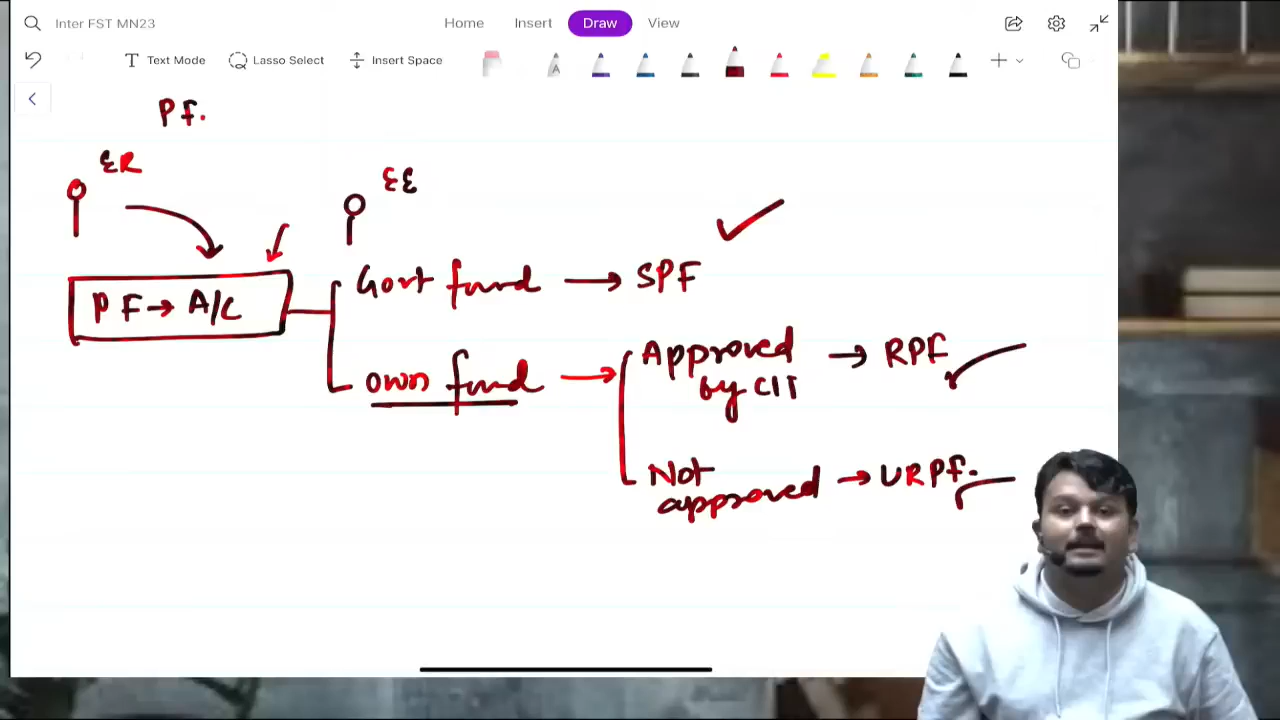 Inter FST MN23
Home Insert Draw View
T Text Mode Lasso Select Insert Space A
PF.
ER
EE
PF → A/C
Govt fund → SPF
own fund → Approved by CIT → RPF
Not approved → URPF.